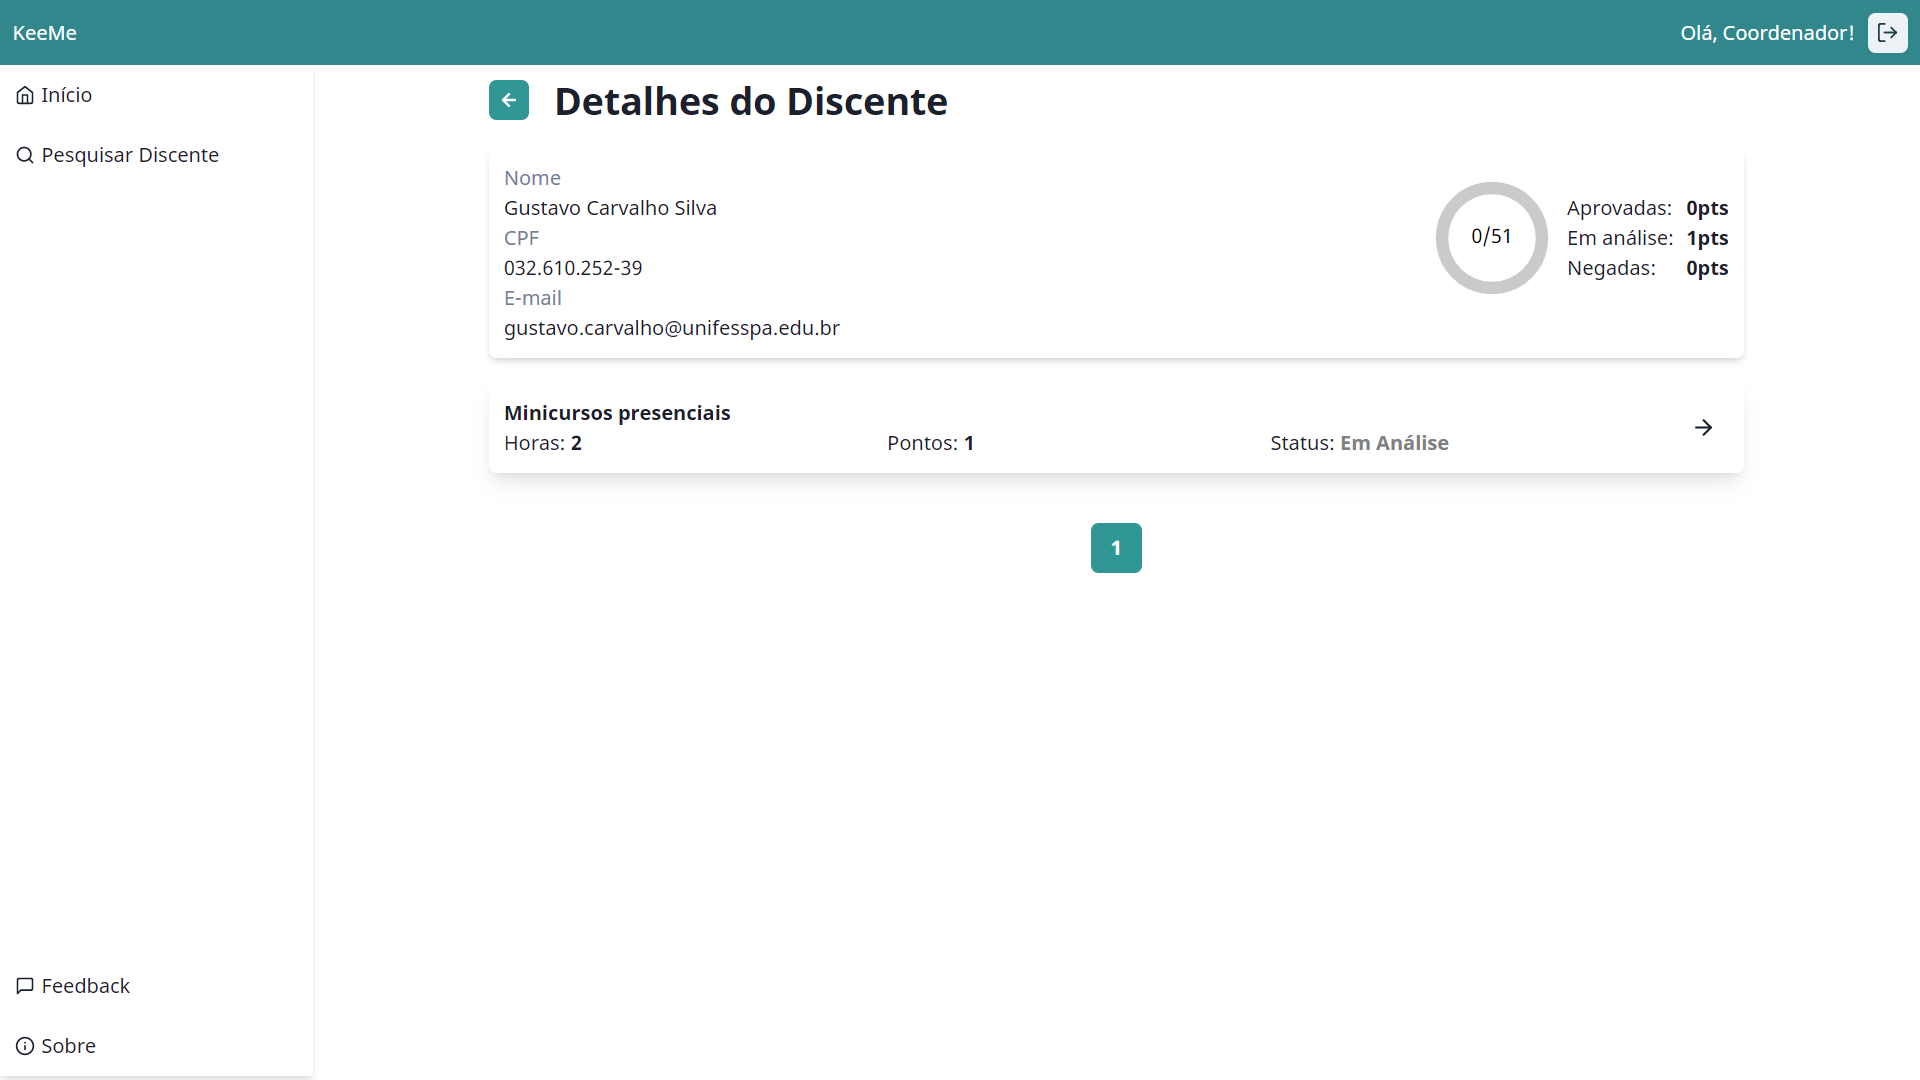 KeeMe
Olá, Coordenador!
Início
Pesquisar Discente
Feedback
Sobre
Detalhes do Discente
Nome
Gustavo Carvalho Silva
CPF
032.610.252-39
E-mail
gustavo.carvalho@unifesspa.edu.br
0/51
Aprovadas: 0pts
Em análise: 1pts
Negadas: 0pts
Minicursos presenciais
Horas: 2 Pontos: 1 Status: Em Análise
1